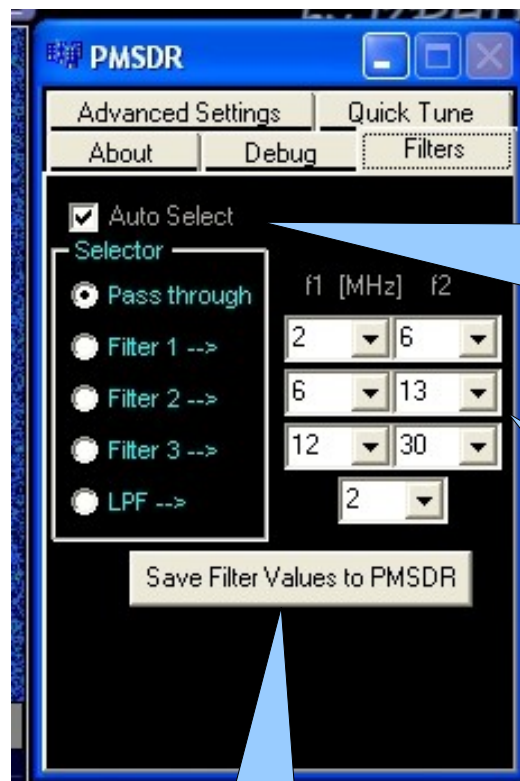 PMSDR
Advanced Settings Quick Tune
About Debug Filters
Auto Select
Selector
f1 [MHz] f2
Pass through
Filter 1 --> 2 6
Filter 2 --> 6 13
Filter 3 --> 12 30
LPF --> 2
Save Filter Values to PMSDR